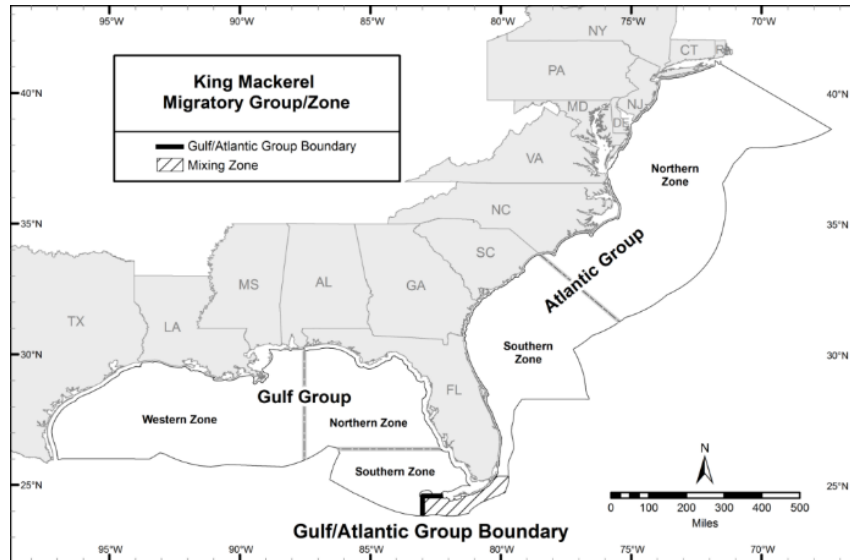 95°W 90°W 85°W 80°W 75°W 70°W
King Mackerel
Migratory Group/Zone
Gulf/Atlantic Group Boundary
Mixing Zone
NY
CT
RI
PA
40°N
40°N
NJ
MD
DE
VA
Northern
Zone
NC
35°N
35°N
SC
Atlantic Group
MS
AL
GA
TX
LA
Southern
Zone
30°N
30°N
FL
Gulf Group
Western Zone
Northern Zone
Southern Zone
N
25°N
25°N
0 100 200 300 400 500
Miles
Gulf/Atlantic Group Boundary
95°W 90°W 85°W 80°W 75°W 70°W